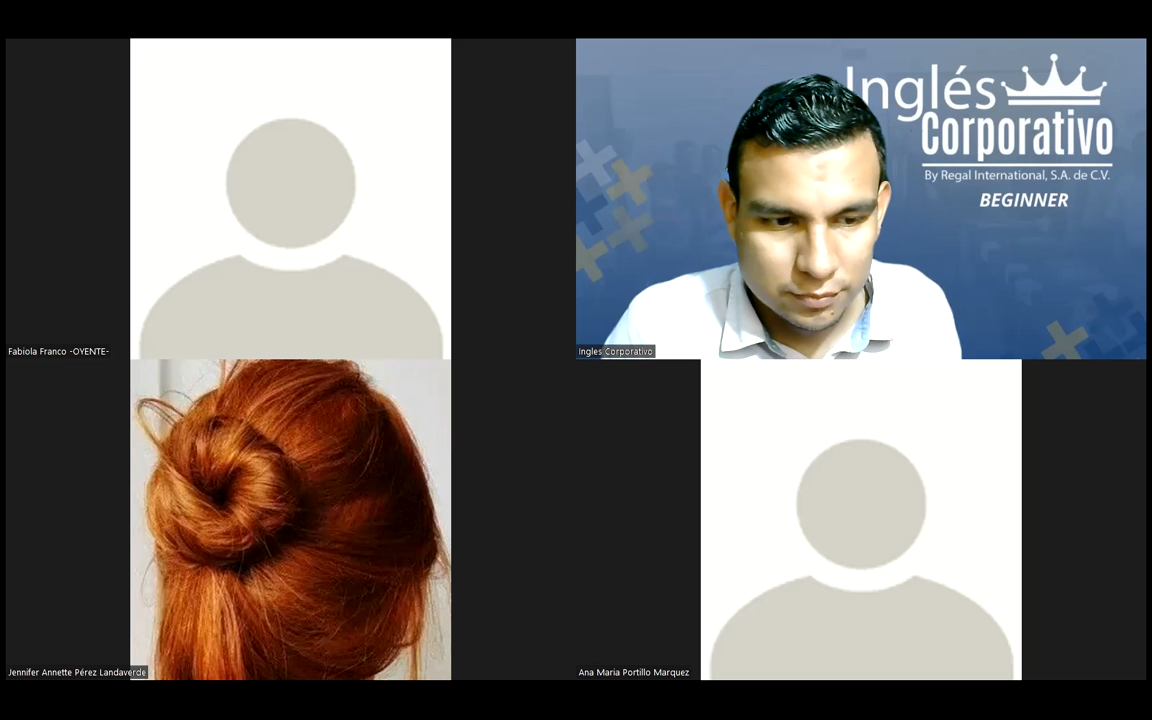 Inglés
Corporativo
By Regal International, S.A. de C.V.
BEGINNER
Fabiola Franco -OYENTE-
Ingles Corporativo
Jennifer Annette Pérez Landaverde
Ana Maria Portillo Marquez